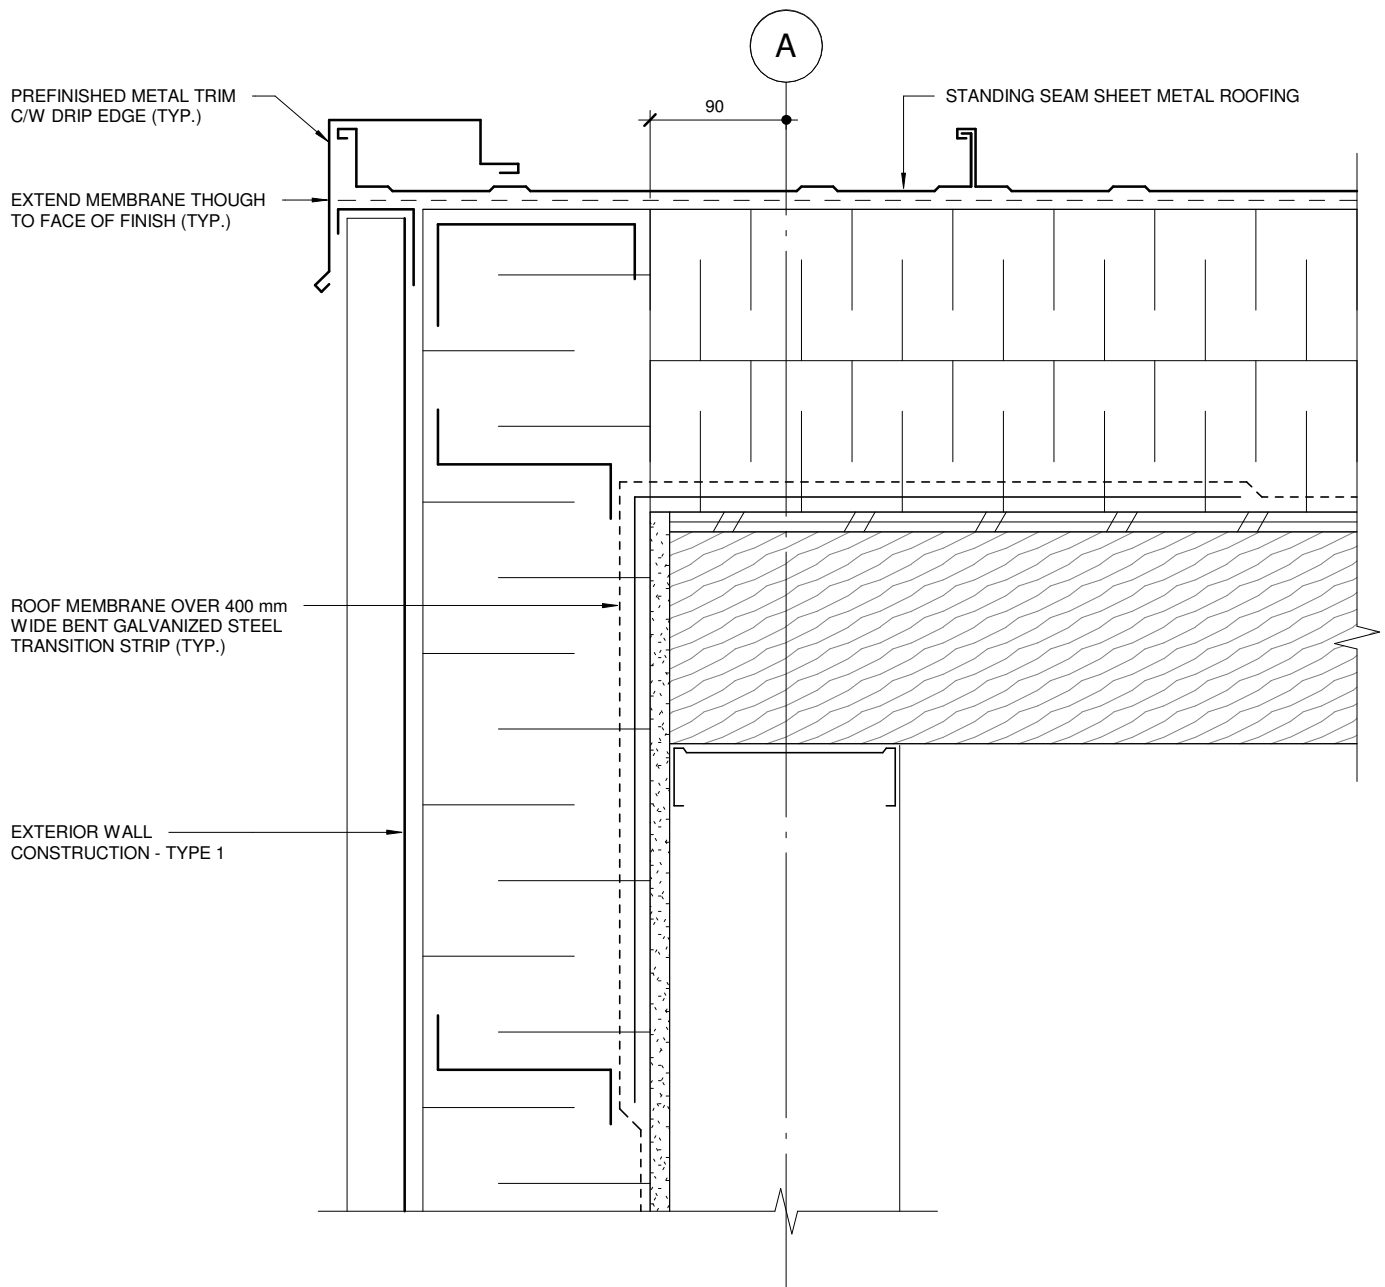 A
PREFINISHED METAL TRIM
C/W DRIP EDGE (TYP.)
90
STANDING SEAM SHEET METAL ROOFING
EXTEND MEMBRANE THOUGH
TO FACE OF FINISH (TYP.)
ROOF MEMBRANE OVER 400 mm
WIDE BENT GALVANIZED STEEL
TRANSITION STRIP (TYP.)
EXTERIOR WALL
CONSTRUCTION - TYPE 1